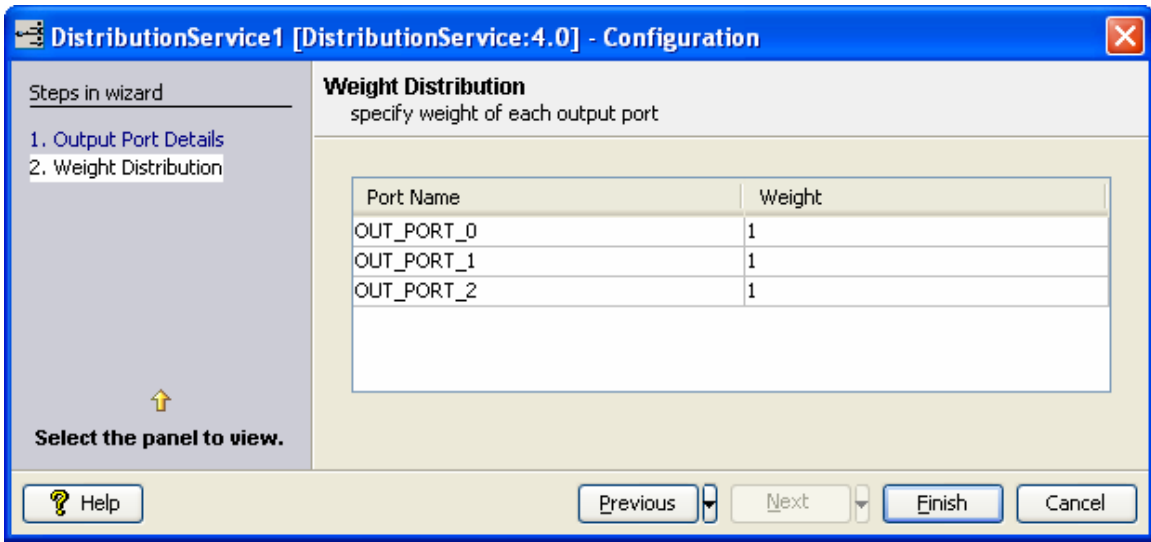 DistributionService1 [DistributionService:4.0] - Configuration
Steps in wizard
1. Output Port Details
2. Weight Distribution
Select the panel to view.
Weight Distribution
specify weight of each output port
Port Name Weight
OUT_PORT_0 1
OUT_PORT_1 1
OUT_PORT_2 1
Help Previous Next Finish Cancel